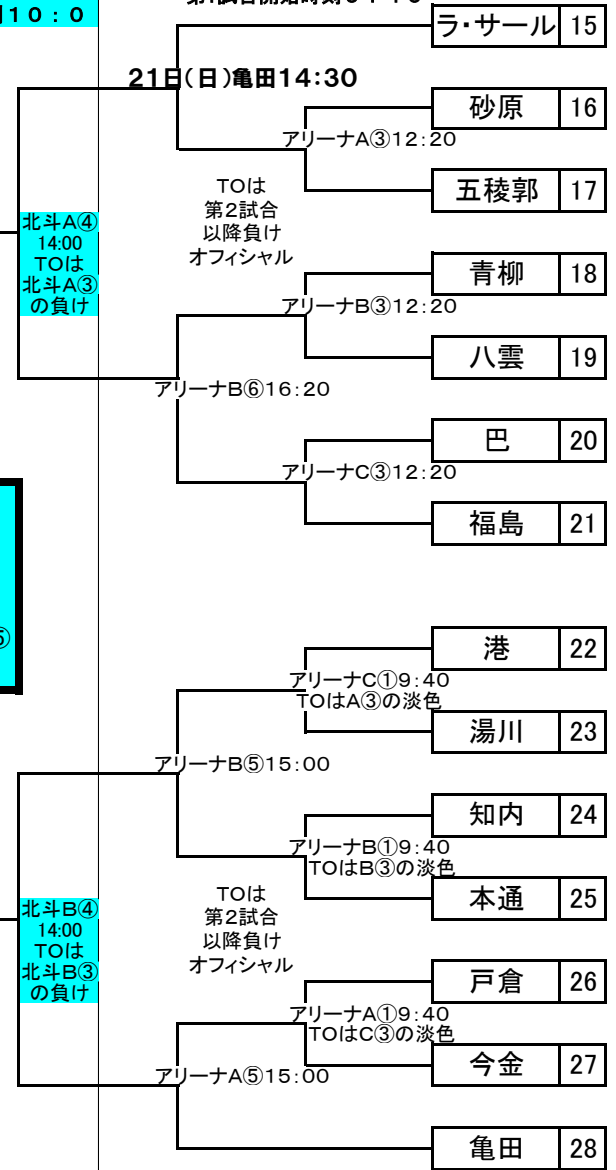 10:0
ラ・サール 15
21日(日)亀田14:30
砂原 16
アリーナA③12:20
五稜郭 17
TOは
第2試合
以降負け
オフィシャル
北斗A④
14:00
TOは
北斗A③
の負け
青柳 18
アリーナB③12:20
八雲 19
アリーナB⑥16:20
巴 20
アリーナC③12:20
福島 21
港 22
アリーナC①9:40
TOはA③の淡色
湯川 23
アリーナB⑤15:00
知内 24
アリーナB①9:40
TOはB③の淡色
本通 25
TOは
第2試合
以降負け
オフィシャル
北斗B④
14:00
TOは
北斗B③
の負け
戸倉 26
アリーナA①9:40
TOはC③の淡色
今金 27
アリーナA⑤15:00
亀田 28